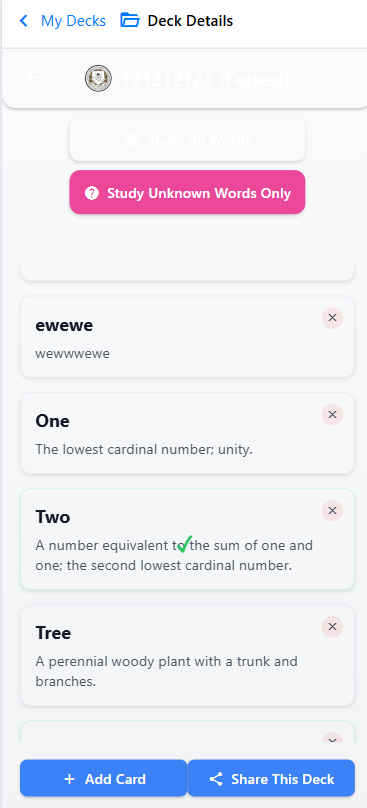 My Decks Deck Details
121212121 (Forked)
Study All Words
Study Unknown Words Only
ewewe
wewwwewe
One
The lowest cardinal number; unity.
Two
A number equivalent to the sum of one and
one; the second lowest cardinal number.
Tree
A perennial woody plant with a trunk and
branches.
Add Card
Share This Deck